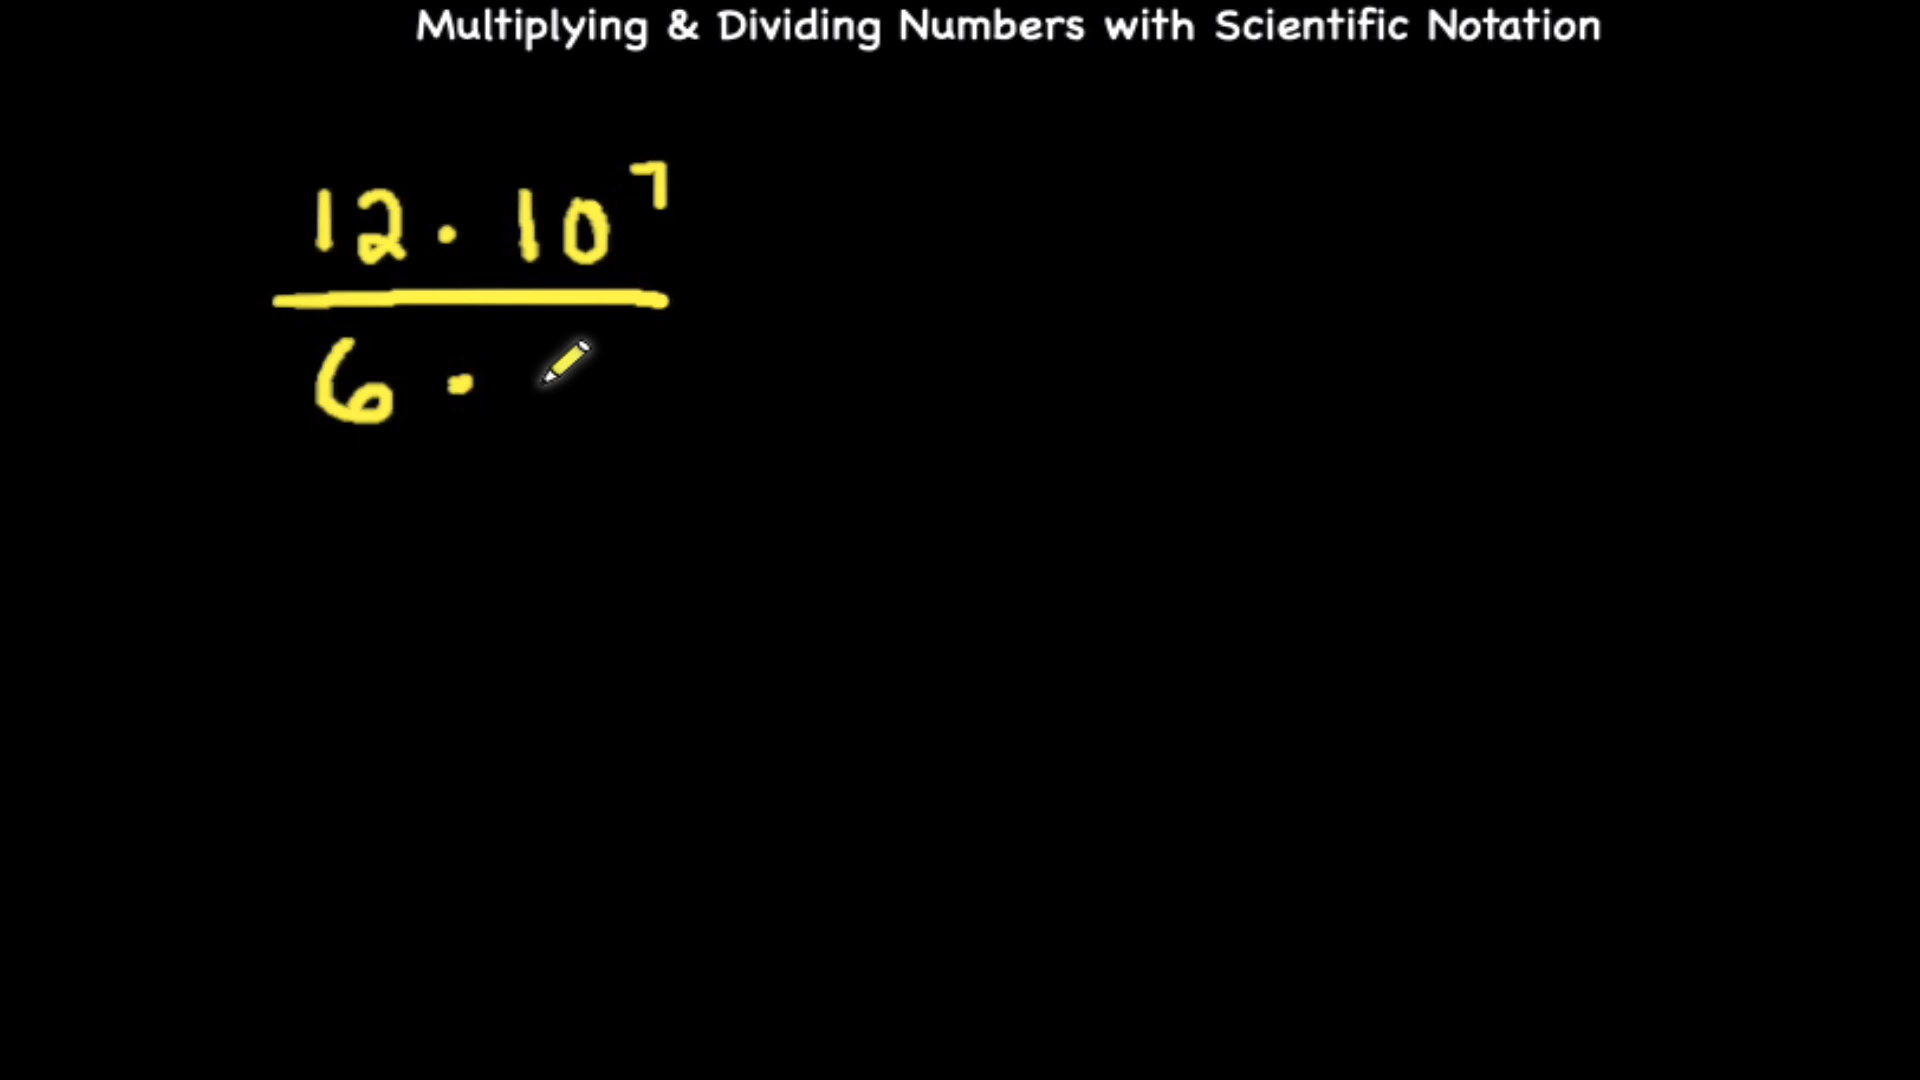 Multiplying & Dividing Numbers with Scientific Notation
12 · 10⁷
6 ·